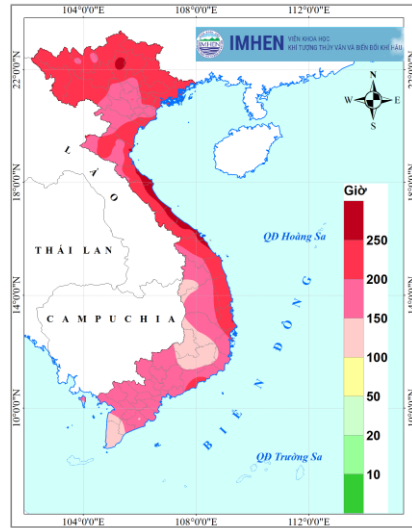 104°0'0"E 108°0'0"E 112°0'0"E
IMHEN
VIỆN KHOA HỌC
KHÍ TƯỢNG THỦY VĂN VÀ BIẾN ĐỔI KHÍ HẬU
22°0'0"N
N
W E
S
LÀO
18°0'0"N
Giờ
250
200
150
100
50
20
10
QĐ Hoàng Sa
THÁI LAN
14°0'0"N
CAMPUCHIA
BIỂN ĐÔNG
10°0'0"N
QĐ Trường Sa
104°0'0"E 108°0'0"E 112°0'0"E